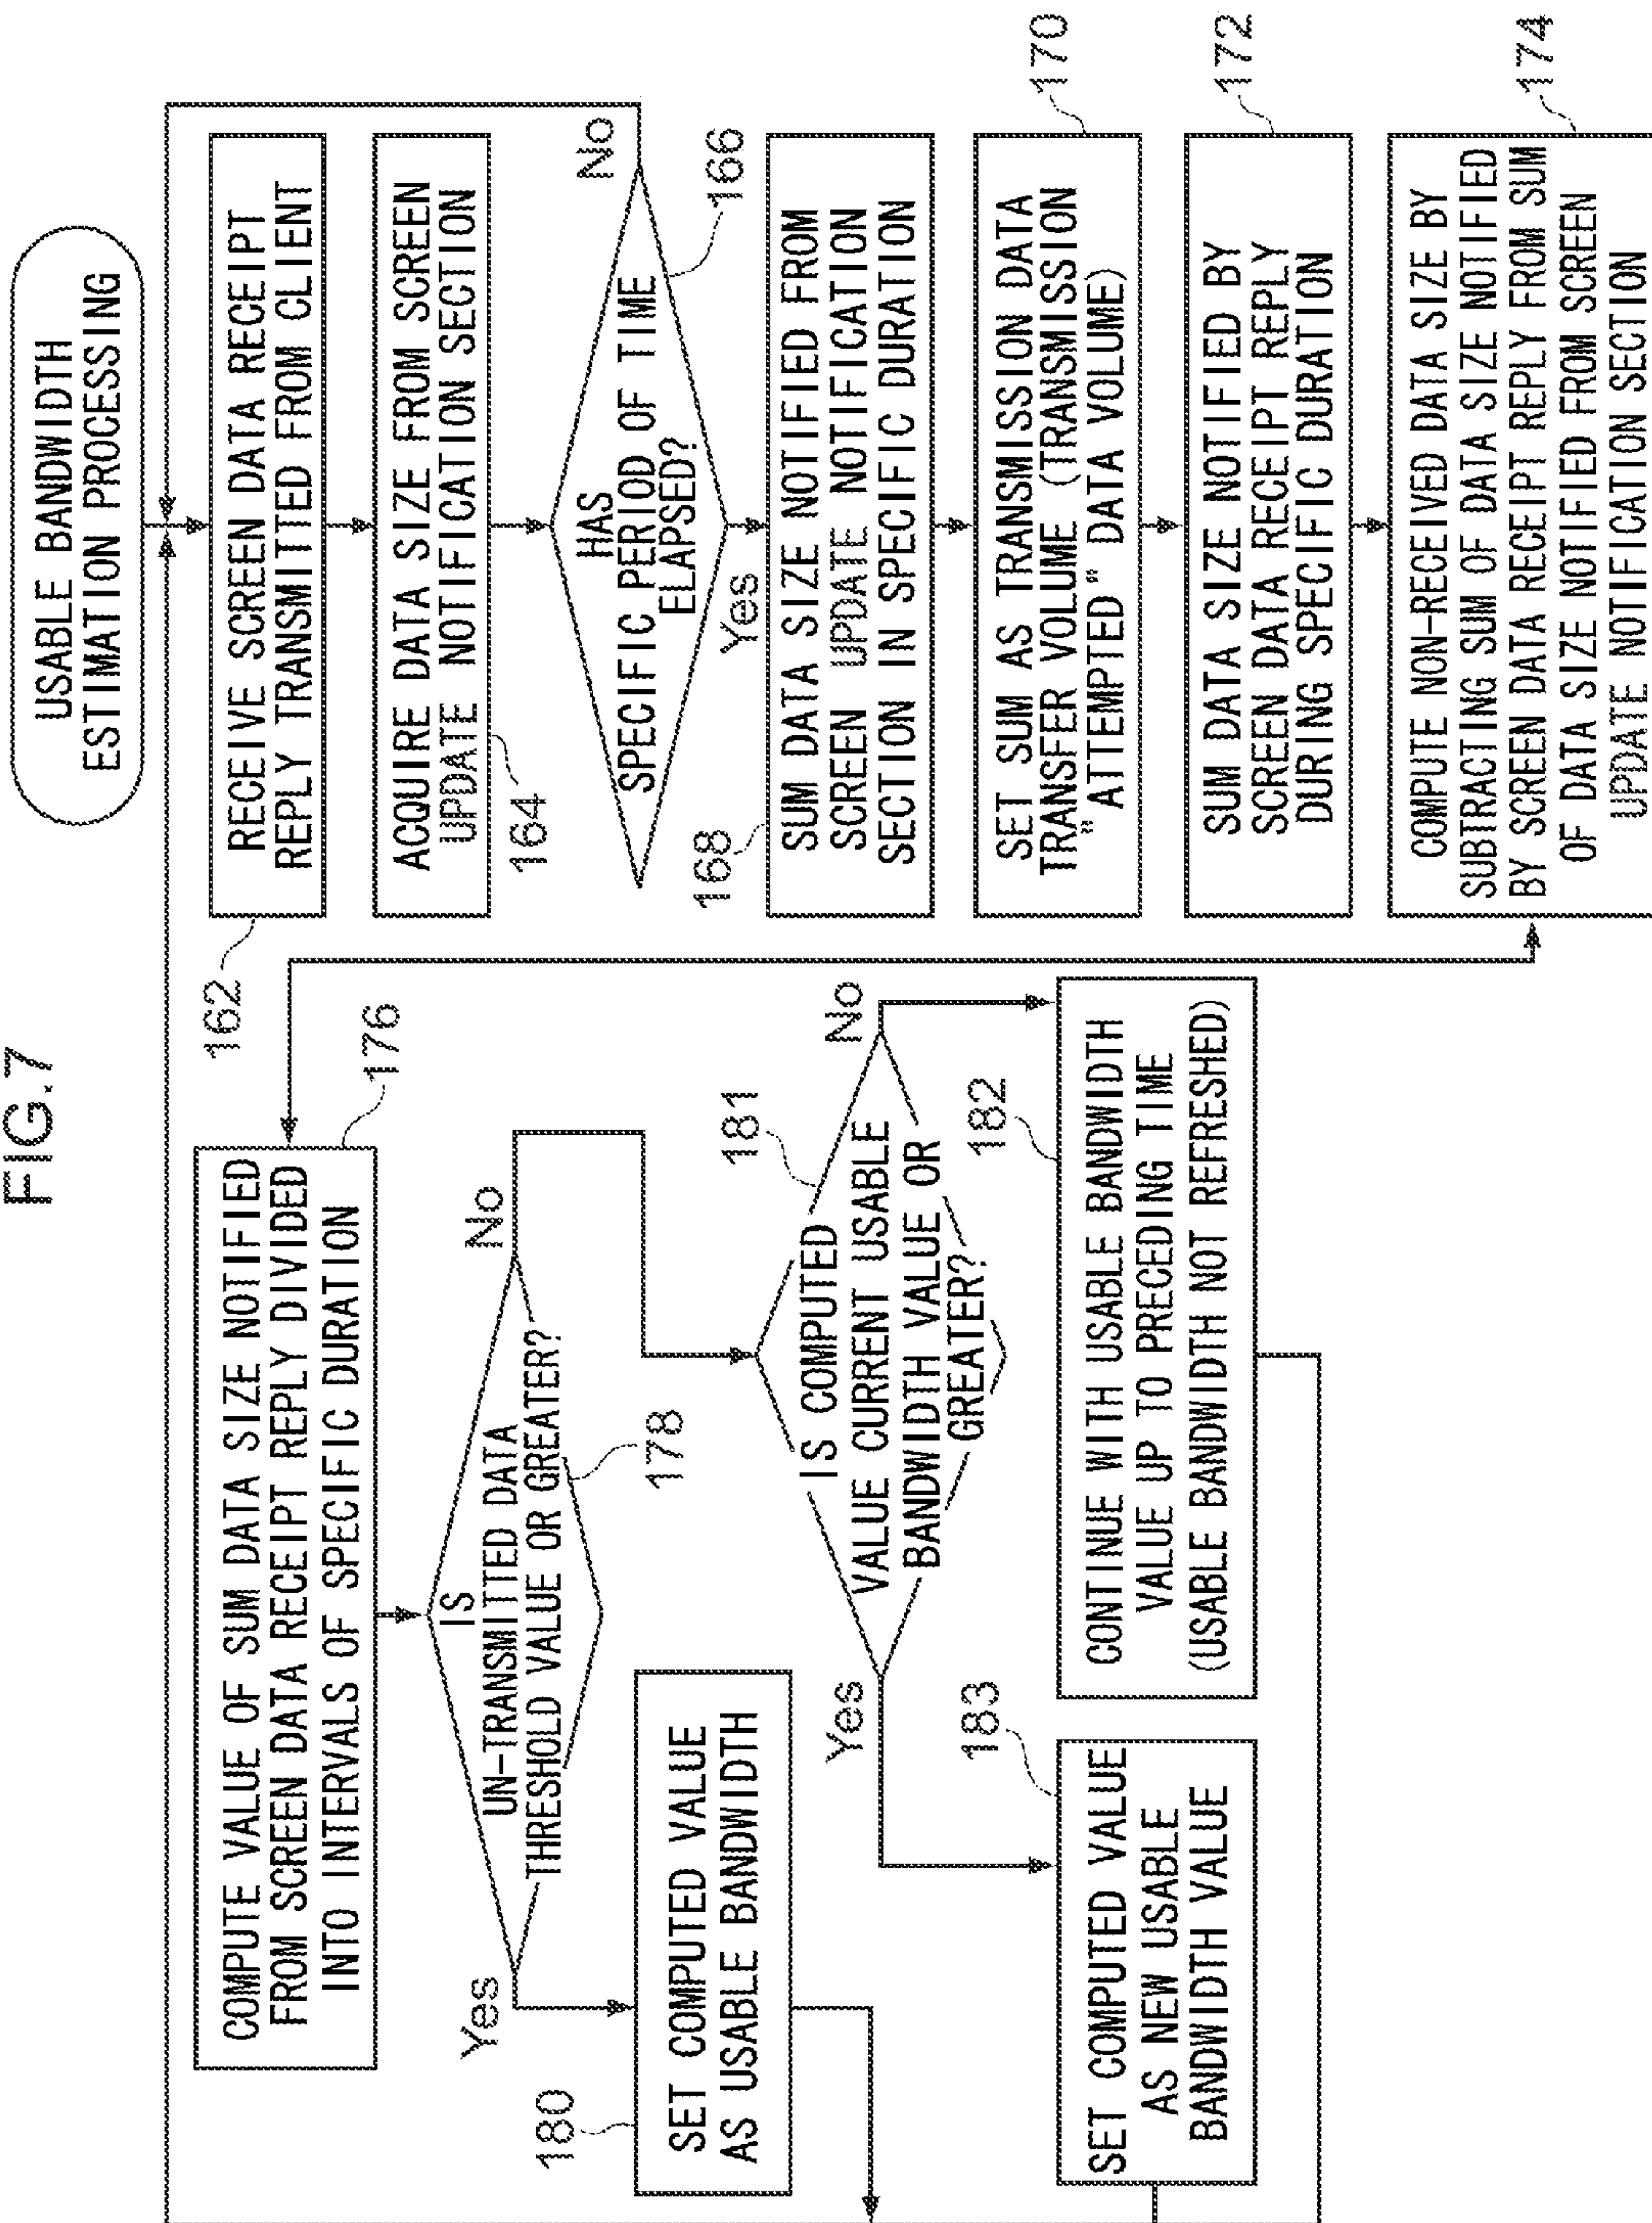 FIG.7
USABLE BANDWIDTH
ESTIMATION PROCESSING
162
RECEIVE SCREEN DATA RECEIPT
REPLY TRANSMITTED FROM CLIENT
ACQUIRE DATA SIZE FROM SCREEN
UPDATE NOTIFICATION SECTION
164
HAS
SPECIFIC PERIOD OF TIME
ELAPSED?
No
166
Yes
168
SUM DATA SIZE NOTIFIED FROM
SCREEN UPDATE NOTIFICATION
SECTION IN SPECIFIC DURATION
SET SUM AS TRANSMISSION DATA
TRANSFER VOLUME (TRANSMISSION
"ATTEMPTED" DATA VOLUME)
170
SUM DATA SIZE NOTIFIED BY
SCREEN DATA RECEIPT REPLY
DURING SPECIFIC DURATION
172
COMPUTE NON-RECEIVED DATA SIZE BY
SUBTRACTING SUM OF DATA SIZE NOTIFIED
BY SCREEN DATA RECEIPT REPLY FROM SUM
OF DATA SIZE NOTIFIED FROM SCREEN
UPDATE NOTIFICATION SECTION
174
COMPUTE VALUE OF SUM DATA SIZE NOTIFIED
FROM SCREEN DATA RECEIPT REPLY DIVIDED
INTO INTERVALS OF SPECIFIC DURATION
176
IS
UN-TRANSMITTED DATA
THRESHOLD VALUE OR GREATER?
178
Yes
No
180
SET COMPUTED VALUE
AS USABLE BANDWIDTH
181
IS COMPUTED
VALUE CURRENT USABLE
BANDWIDTH VALUE OR
GREATER?
Yes
No
183
SET COMPUTED VALUE
AS NEW USABLE
BANDWIDTH VALUE
182
CONTINUE WITH USABLE BANDWIDTH
VALUE UP TO PRECEDING TIME
(USABLE BANDWIDTH NOT REFRESHED)